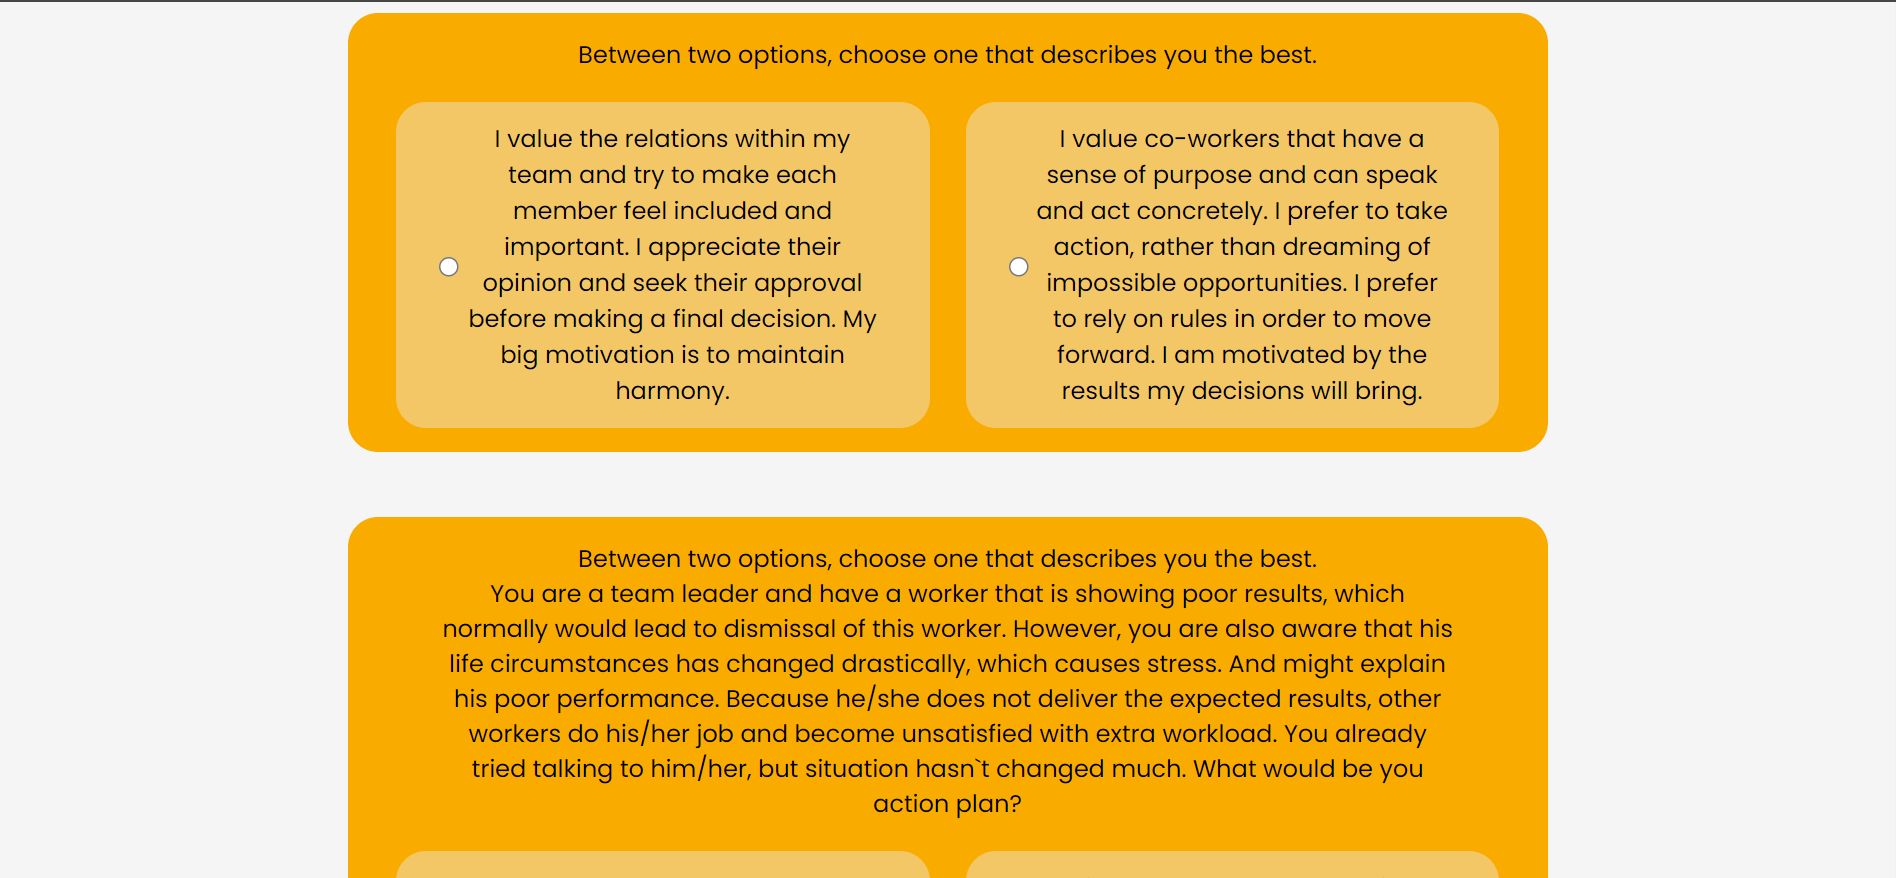 Between two options, choose one that describes you the best.
I value the relations within my
team and try to make each
member feel included and
important. I appreciate their
opinion and seek their approval
before making a final decision. My
big motivation is to maintain
harmony.
I value co-workers that have a
sense of purpose and can speak
and act concretely. I prefer to take
action, rather than dreaming of
impossible opportunities. I prefer
to rely on rules in order to move
forward. I am motivated by the
results my decisions will bring.
Between two options, choose one that describes you the best.
You are a team leader and have a worker that is showing poor results, which
normally would lead to dismissal of this worker. However, you are also aware that his
life circumstances has changed drastically, which causes stress. And might explain
his poor performance. Because he/she does not deliver the expected results, other
workers do his/her job and become unsatisfied with extra workload. You already
tried talking to him/her, but situation hasn`t changed much. What would be you
action plan?